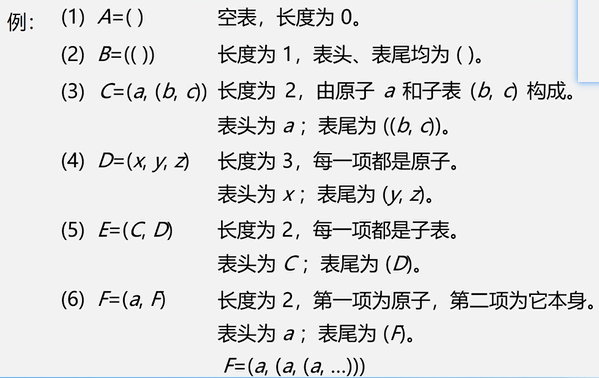 例： (1) A=( ) 空表，长度为 0。
(2) B=(( )) 长度为 1，表头、表尾均为 ( )。
(3) C=(a, (b, c)) 长度为 2，由原子 a 和子表 (b, c) 构成。
表头为 a ；表尾为 ((b, c))。
(4) D=(x, y, z) 长度为 3，每一项都是原子。
表头为 x ；表尾为 (y, z)。
(5) E=(C, D) 长度为 2，每一项都是子表。
表头为 C ；表尾为 (D)。
(6) F=(a, F) 长度为 2，第一项为原子，第二项为它本身。
表头为 a ；表尾为 (F)。
F=(a, (a, (a, …)))